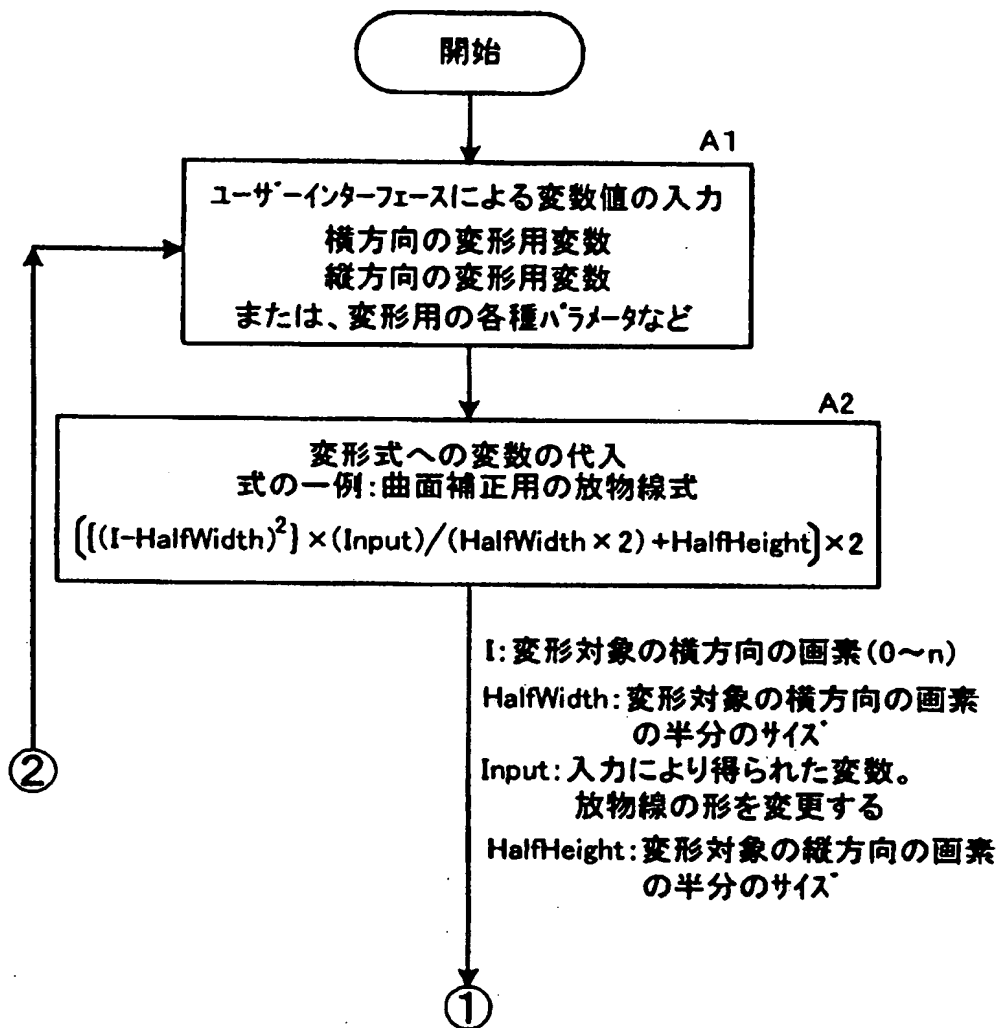 開始
A1
ユーザーインターフェースによる変数値の入力
横方向の変形用変数
縦方向の変形用変数
または、変形用の各種パラメータなど
A2
変形式への変数の代入
式の一例:曲面補正用の放物線式
([{(I-HalfWidth)²}×(Input)/(HalfWidth×2)+HalfHeight]×2
I:変形対象の横方向の画素(0〜n)
HalfWidth:変形対象の横方向の画素
の半分のサイズ
②
Input:入力により得られた変数。
放物線の形を変更する
HalfHeight:変形対象の縦方向の画素
の半分のサイズ
①